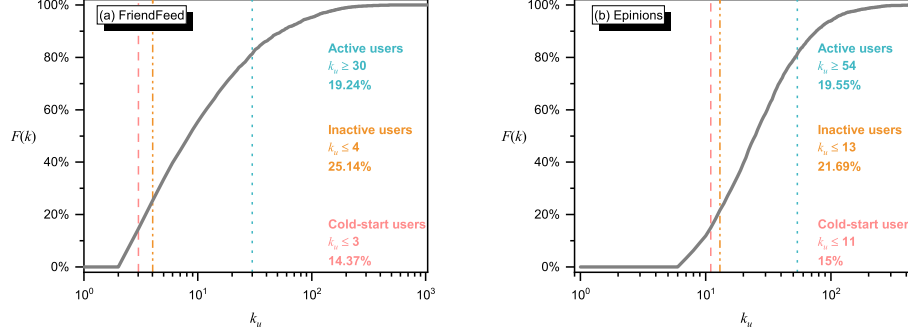 (a) FriendFeed
100%
80%
60%
40%
20%
0%
F(k)
Active users
k_u ≥ 30
19.24%
Inactive users
k_u ≤ 4
25.14%
Cold-start users
k_u ≤ 3
14.37%
10^0
10^1
10^2
10^3
k_u
(b) Epinions
100%
80%
60%
40%
20%
0%
F(k)
Active users
k_u ≥ 54
19.55%
Inactive users
k_u ≤ 13
21.69%
Cold-start user
k_u ≤ 11
15%
10^0
10^1
10^2
k_u